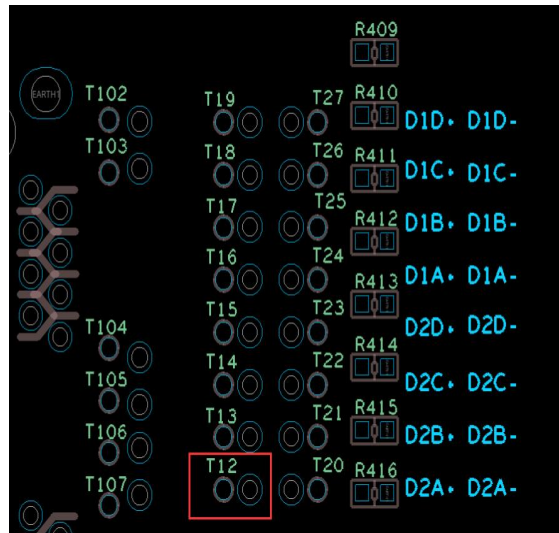 R409
EARTH1 T102 T19 T27 R410 D1D+ D1D-
T103 T18 T26 R411 D1C+ D1C-
T17 T25 R412 D1B+ D1B-
T16 T24 R413 D1A+ D1A-
T104 T15 T23 D2D+ D2D-
T105 T14 T22 R414 D2C+ D2C-
T106 T13 T21 R415 D2B+ D2B-
T107 T12 T20 R416 D2A+ D2A-